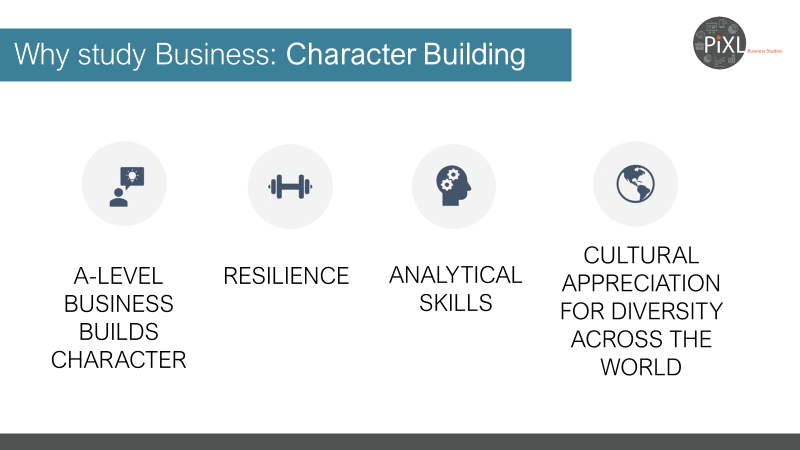 Why study Business: Character Building
PiXL
Business Studies
A-LEVEL
BUSINESS
BUILDS
CHARACTER
RESILIENCE
ANALYTICAL
SKILLS
CULTURAL
APPRECIATION
FOR DIVERSITY
ACROSS THE
WORLD